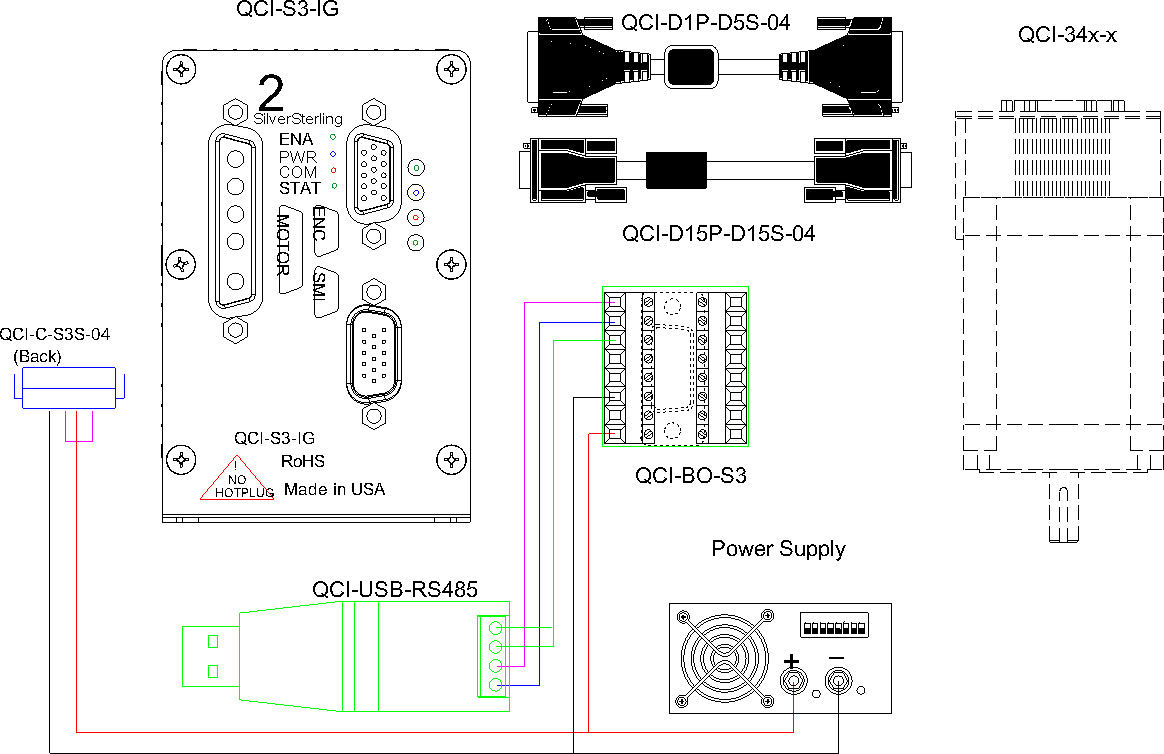 QCI-S3-IG
QCI-D1P-D5S-04
QCI-34x-x
2
SilverSterling
ENA
PWR
COM
STAT
MOTOR
ENC
SMI
QCI-D15P-D15S-04
QCI-C-S3S-04
(Back)
QCI-S3-IG
RoHS
!
NO
HOTPLUG
Made in USA
QCI-BO-S3
Power Supply
QCI-USB-RS485
+
−